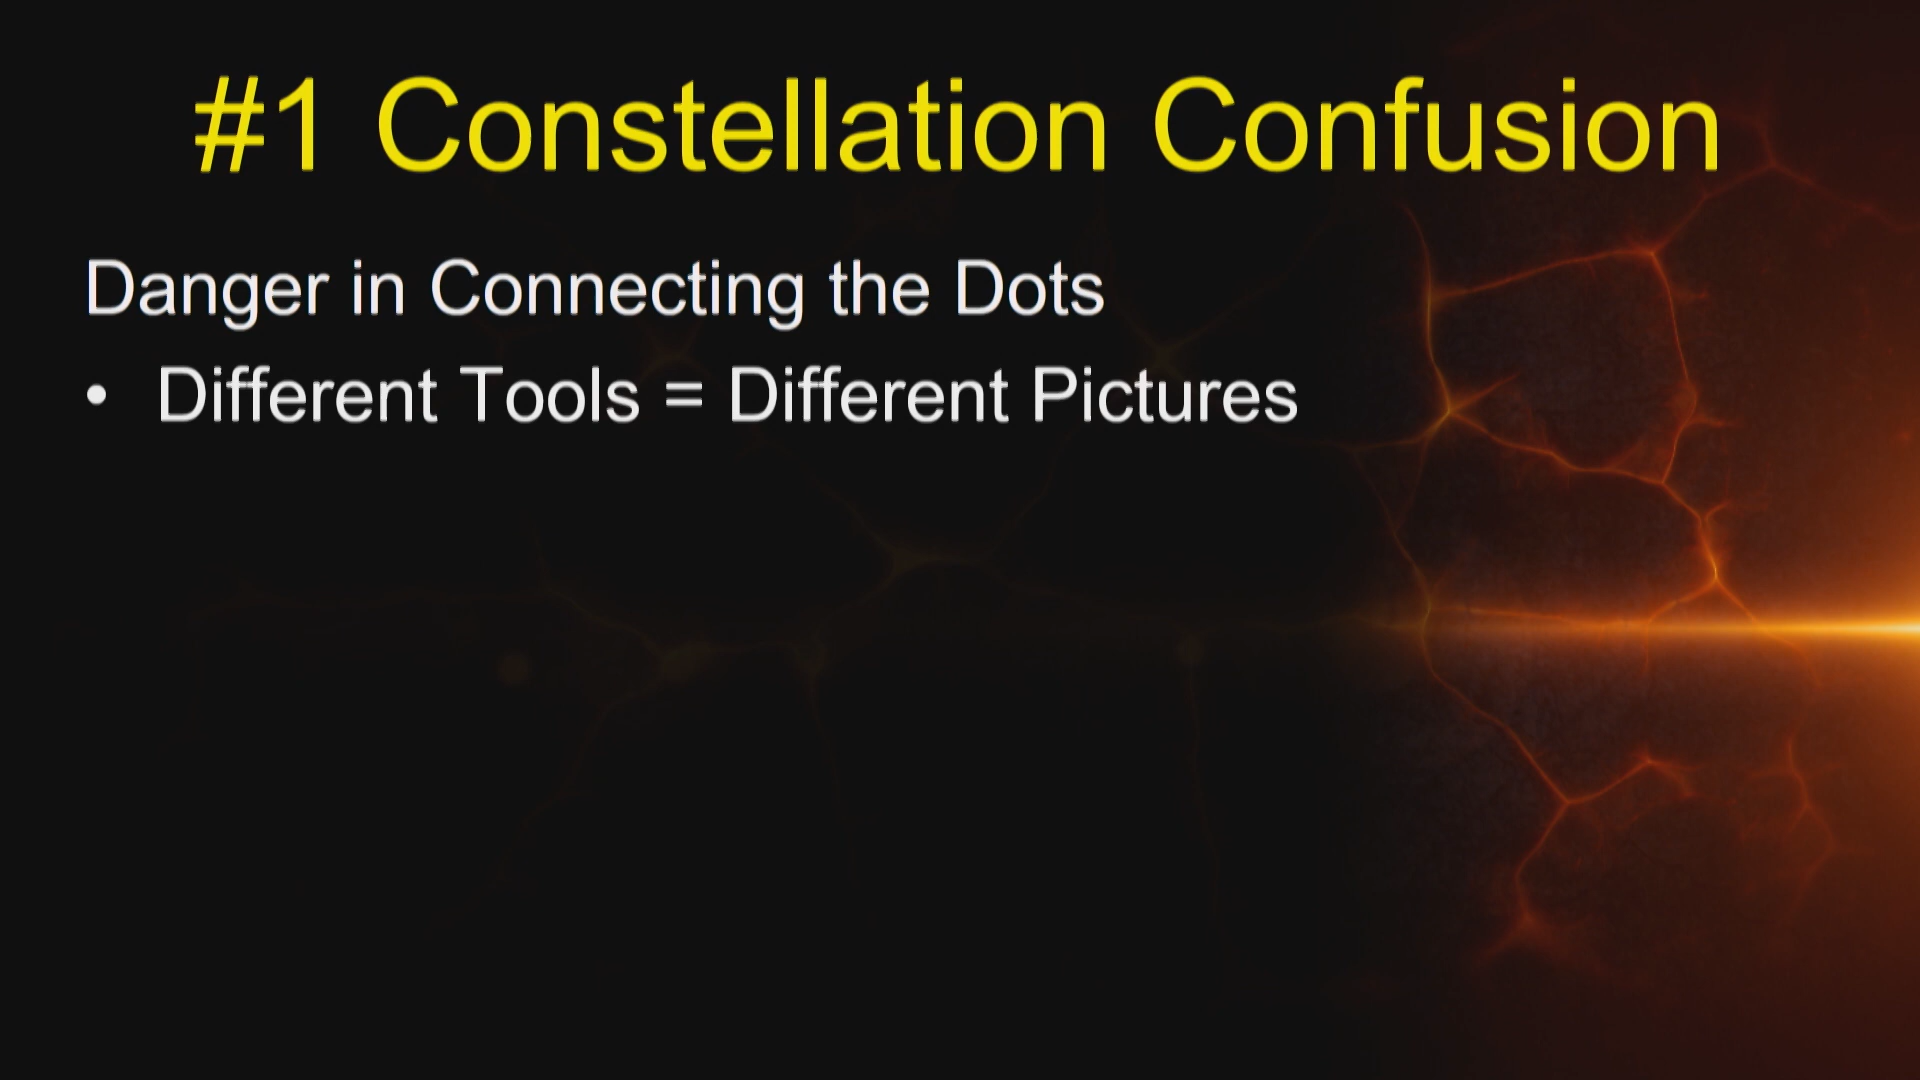 #1 Constellation Confusion
Danger in Connecting the Dots
• Different Tools = Different Pictures